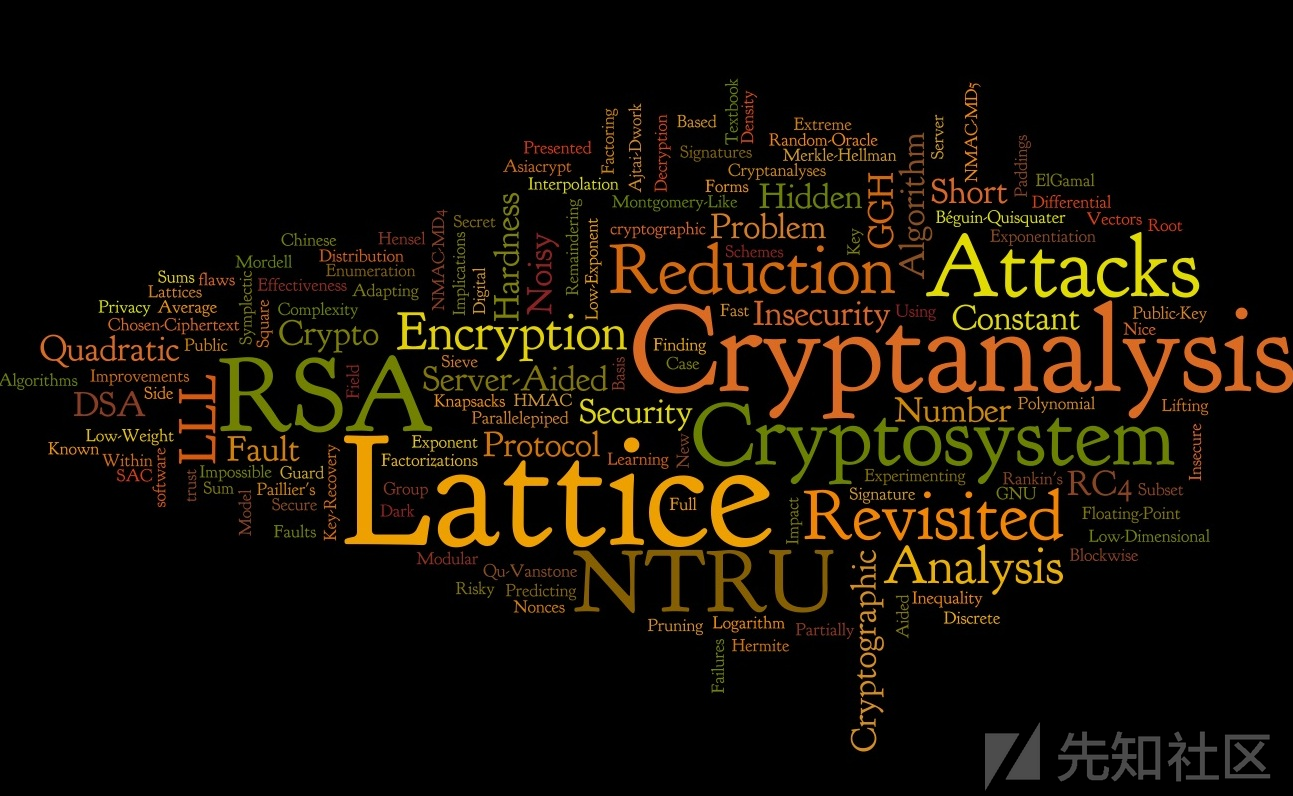 Textbook
Density
NMAC-MD5
Factoring
Ajtai-Dwork
Decryption
Based
Extreme
Server
Random-Oracle
Presented
Signatures
Merkle-Hellman
Algorithm
Paddings
Asiacrypt
Cryptanalyses
GGH
ElGamal
Interpolation
Forms
Hidden
Short
Differential
Montgomery-Like
Béguin-Quisquater
Vectors
Root
NMAC-MD4
Secret
Hardness
Noisy
Remaindering
Low-Exponent
cryptographic
Problem
Key
Exponentiation
Chinese
Hensel
Implications
Digital
Schemes
Attacks
Mordell
Distribution
Enumeration
Reduction
Sums
flaws
Symplectic
Effectiveness
Adapting
Lattices
Square
Privacy
Average
Complexity
Fast
Insecurity
Using
Constant
Public-Key
Chosen-Ciphertext
Crypto
Encryption
Cryptanalysis
Nice
Quadratic
Public
Finding
Sieve
Case
Algorithms
Improvements
Field
Server-Aided
Basis
Side
RSA
DSA
LLL
Knapsacks
HMAC
Security
Number
Polynomial
Lifting
Parallelepiped
Low-Weight
Fault
Exponent
Protocol
Cryptosystem
Known
Within
Factorizations
Learning
New
Insecure
SAC
software
trust
Impossible
Guard
Key-Recovery
Lattice
Experimenting
Rankin's
RC4
Subset
Sum
Paillier's
Group
Full
Signature
GNU
Model
Secure
Dark
Impact
Revisited
Floating-Point
Faults
Low-Dimensional
Modular
NTRU
Cryptographic
Analysis
Blockwise
Qu-Vanstone
Risky
Predicting
Nonces
Aided
Inequality
Discrete
Pruning
Logarithm
Partially
Failures
Hermite
先知社区